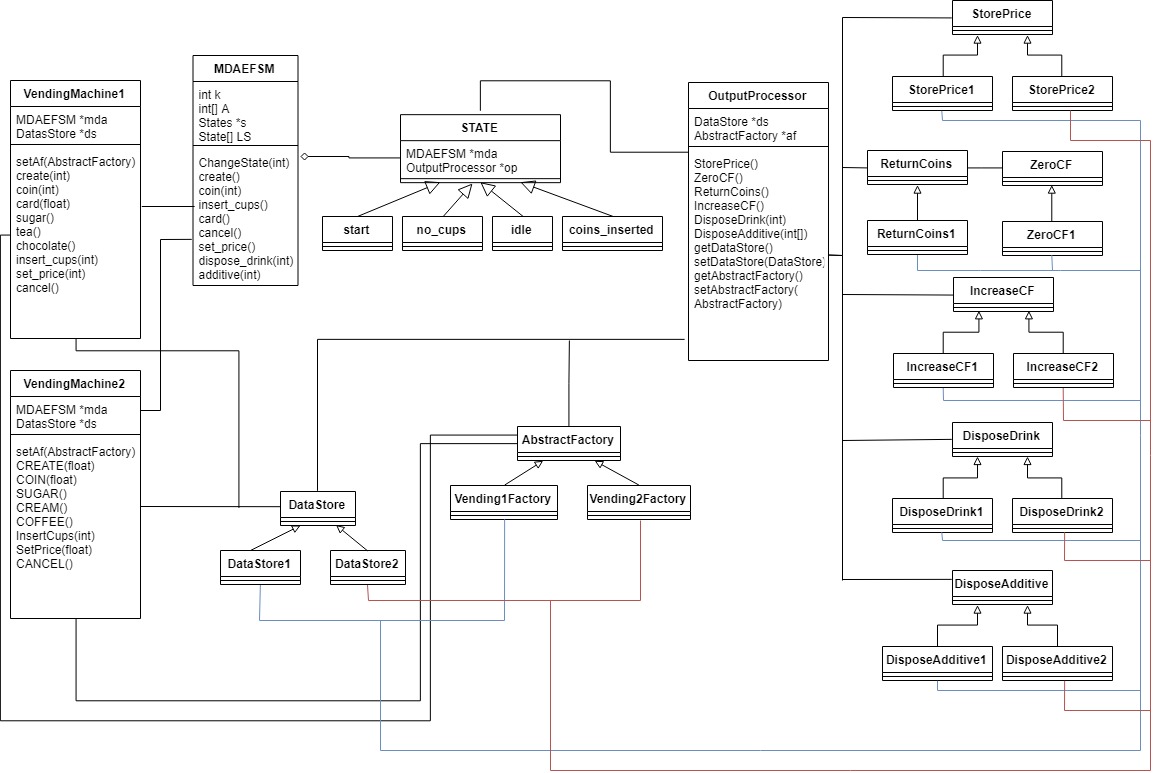 VendingMachine1
MDAEFSM *mda
DatasStore *ds
setAf(AbstractFactory)
create(int)
coin(int)
card(float)
sugar()
tea()
chocolate()
insert_cups(int)
set_price(int)
cancel()
VendingMachine2
MDAEFSM *mda
DatasStore *ds
setAf(AbstractFactory)
CREATE(float)
COIN(float)
SUGAR()
CREAM()
COFFEE()
InsertCups(int)
SetPrice(float)
CANCEL()
MDAEFSM
int k
int[] A
States *s
State[] LS
ChangeState(int)
create()
coin(int)
insert_cups()
card()
cancel()
set_price()
dispose_drink(int)
additive(int)
STATE
MDAEFSM *mda
OutputProcessor *op
start
no_cups
idle
coins_inserted
OutputProcessor
DataStore *ds
AbstractFactory *af
StorePrice()
ZeroCF()
ReturnCoins()
IncreaseCF()
DisposeDrink(int)
DisposeAdditive(int[])
getDataStore()
setDataStore(DataStore)
getAbstractFactory()
setAbstractFactory(
AbstractFactory)
AbstractFactory
Vending1Factory
Vending2Factory
DataStore
DataStore1
DataStore2
StorePrice
StorePrice1
StorePrice2
ReturnCoins
ZeroCF
ReturnCoins1
ZeroCF1
IncreaseCF
IncreaseCF1
IncreaseCF2
DisposeDrink
DisposeDrink1
DisposeDrink2
DisposeAdditive
DisposeAdditive1
DisposeAdditive2